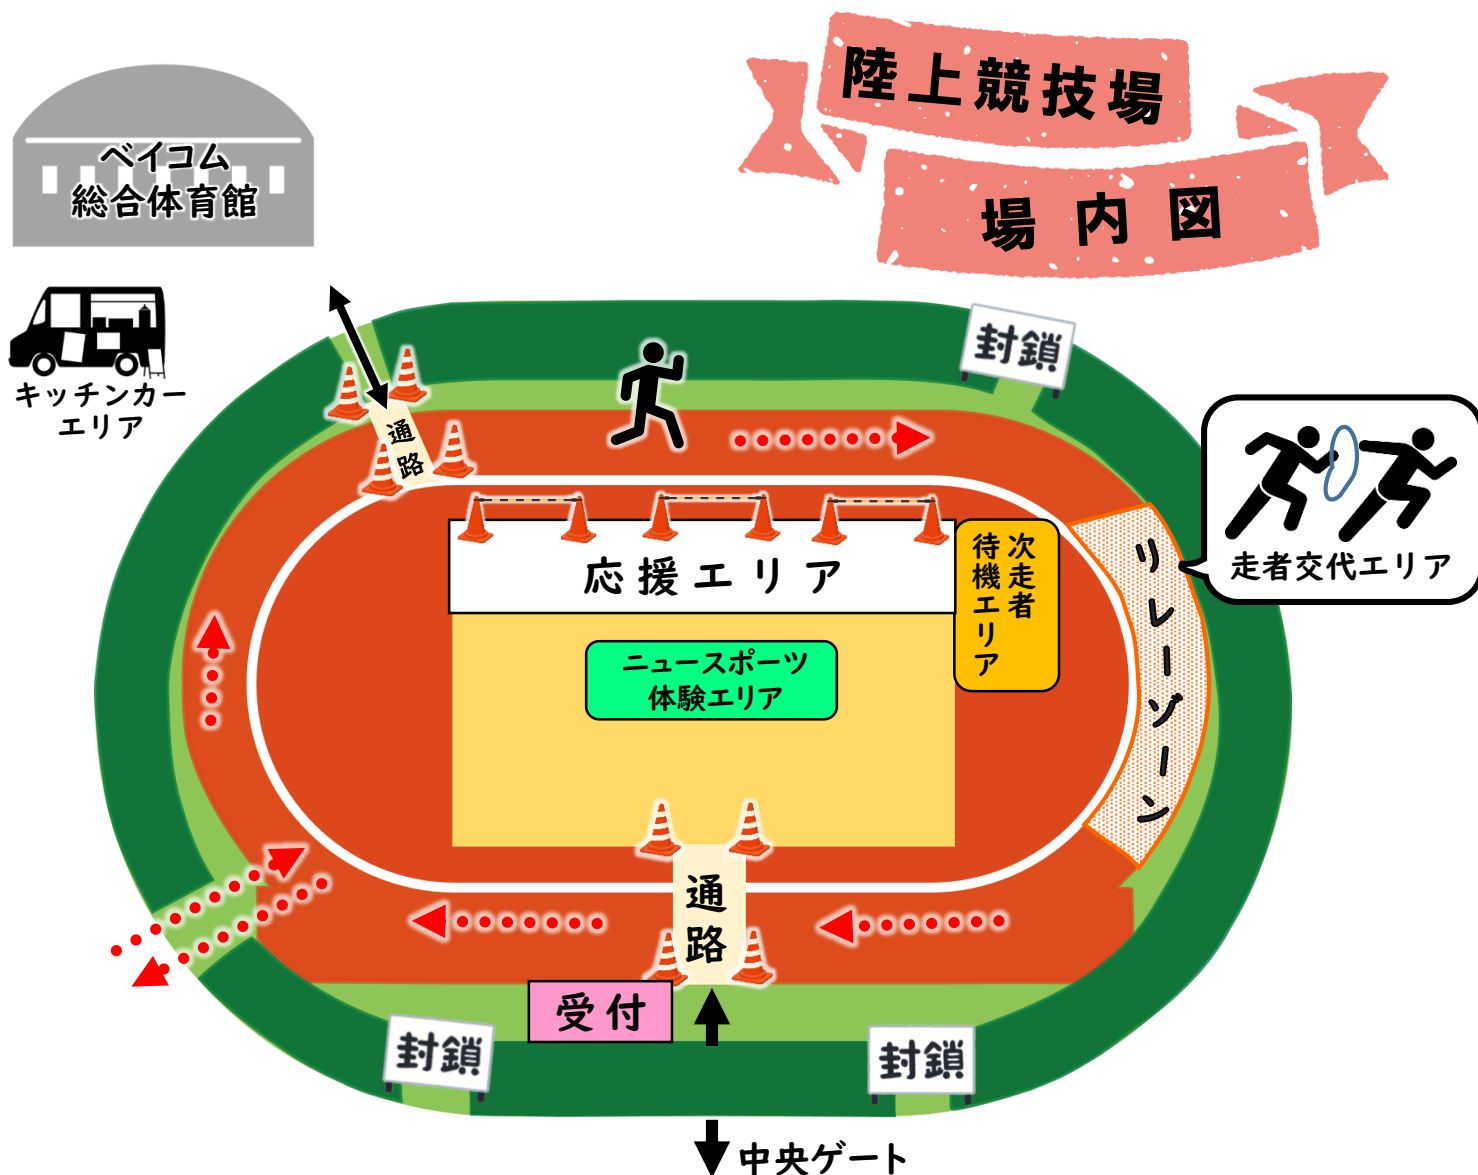 陸上競技場
場内図
ベイコム
総合体育館
キッチンカー
エリア
封鎖
通路
走者交代エリア
応援エリア
次走者
待機エリア
リレーゾーン
ニュースポーツ
体験エリア
通路
受付
封鎖
封鎖
中央ゲート